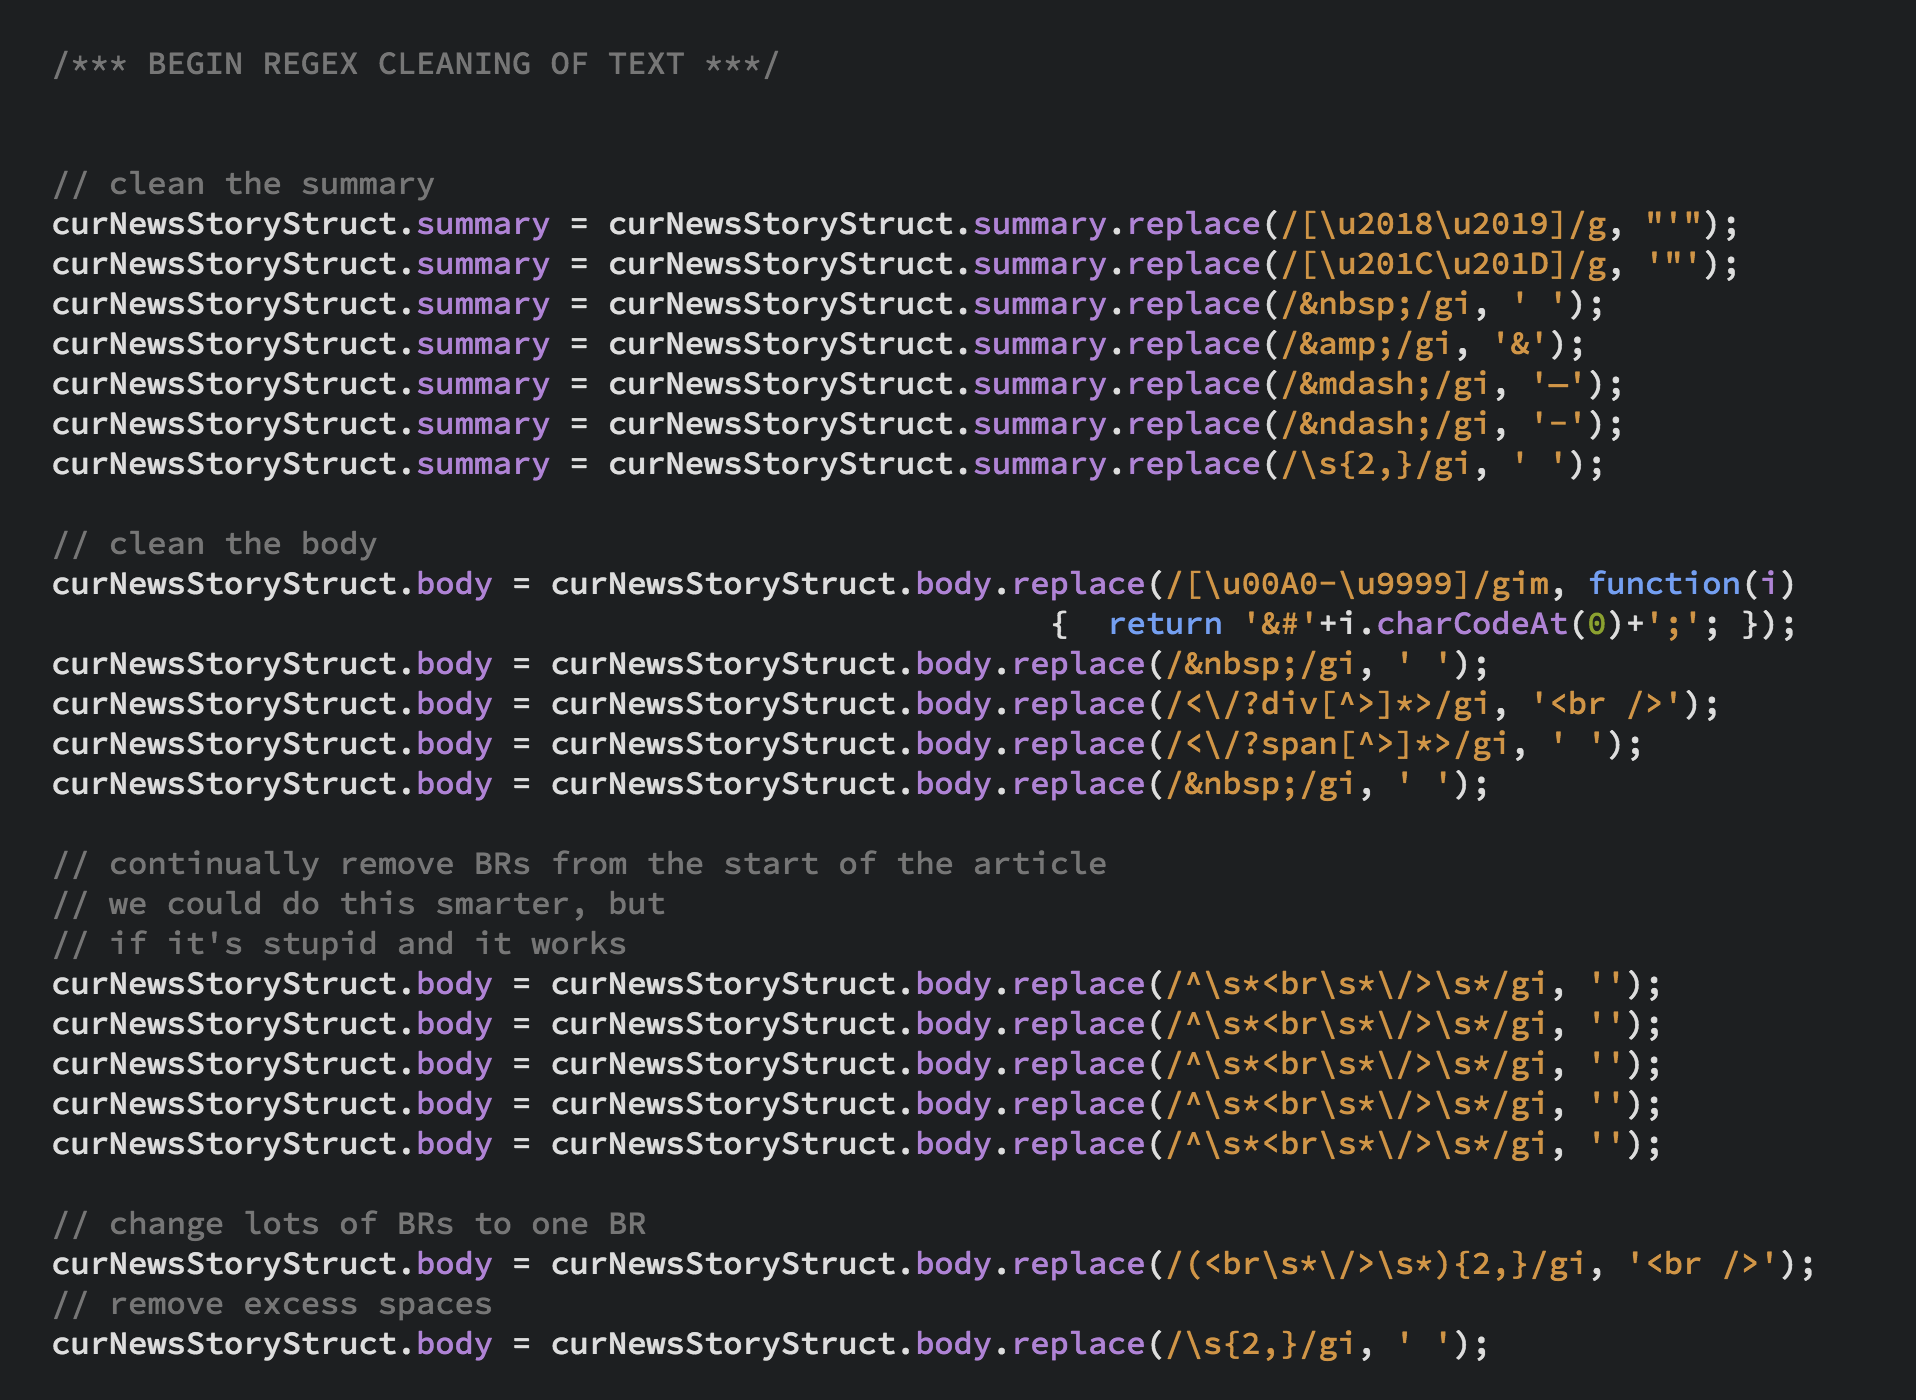 /*** BEGIN REGEX CLEANING OF TEXT ***/
// clean the summary
curNewsStoryStruct.summary = curNewsStoryStruct.summary.replace(/[\u2018\u2019]/g, "'");
curNewsStoryStruct.summary = curNewsStoryStruct.summary.replace(/[\u201C\u201D]/g, '"');
curNewsStoryStruct.summary = curNewsStoryStruct.summary.replace(/&nbsp;/gi, ' ');
curNewsStoryStruct.summary = curNewsStoryStruct.summary.replace(/&amp;/gi, '&');
curNewsStoryStruct.summary = curNewsStoryStruct.summary.replace(/&mdash;/gi, '—');
curNewsStoryStruct.summary = curNewsStoryStruct.summary.replace(/&ndash;/gi, '-');
curNewsStoryStruct.summary = curNewsStoryStruct.summary.replace(/\s{2,}/gi, ' ');
// clean the body
curNewsStoryStruct.body = curNewsStoryStruct.body.replace(/[\u00A0-\u9999]/gim, function(i)
{  return '&#'+i.charCodeAt(0)+';'; });
curNewsStoryStruct.body = curNewsStoryStruct.body.replace(/&nbsp;/gi, ' ');
curNewsStoryStruct.body = curNewsStoryStruct.body.replace(/<\/?div[^>]*>/gi, '<br />');
curNewsStoryStruct.body = curNewsStoryStruct.body.replace(/<\/?span[^>]*>/gi, ' ');
curNewsStoryStruct.body = curNewsStoryStruct.body.replace(/&nbsp;/gi, ' ');
// continually remove BRs from the start of the article
// we could do this smarter, but
// if it's stupid and it works
curNewsStoryStruct.body = curNewsStoryStruct.body.replace(/^\s*<br\s*\/>\s*/gi, '');
curNewsStoryStruct.body = curNewsStoryStruct.body.replace(/^\s*<br\s*\/>\s*/gi, '');
curNewsStoryStruct.body = curNewsStoryStruct.body.replace(/^\s*<br\s*\/>\s*/gi, '');
curNewsStoryStruct.body = curNewsStoryStruct.body.replace(/^\s*<br\s*\/>\s*/gi, '');
curNewsStoryStruct.body = curNewsStoryStruct.body.replace(/^\s*<br\s*\/>\s*/gi, '');
// change lots of BRs to one BR
curNewsStoryStruct.body = curNewsStoryStruct.body.replace(/(<br\s*\/>\s*){2,}/gi, '<br />');
// remove excess spaces
curNewsStoryStruct.body = curNewsStoryStruct.body.replace(/\s{2,}/gi, ' ');